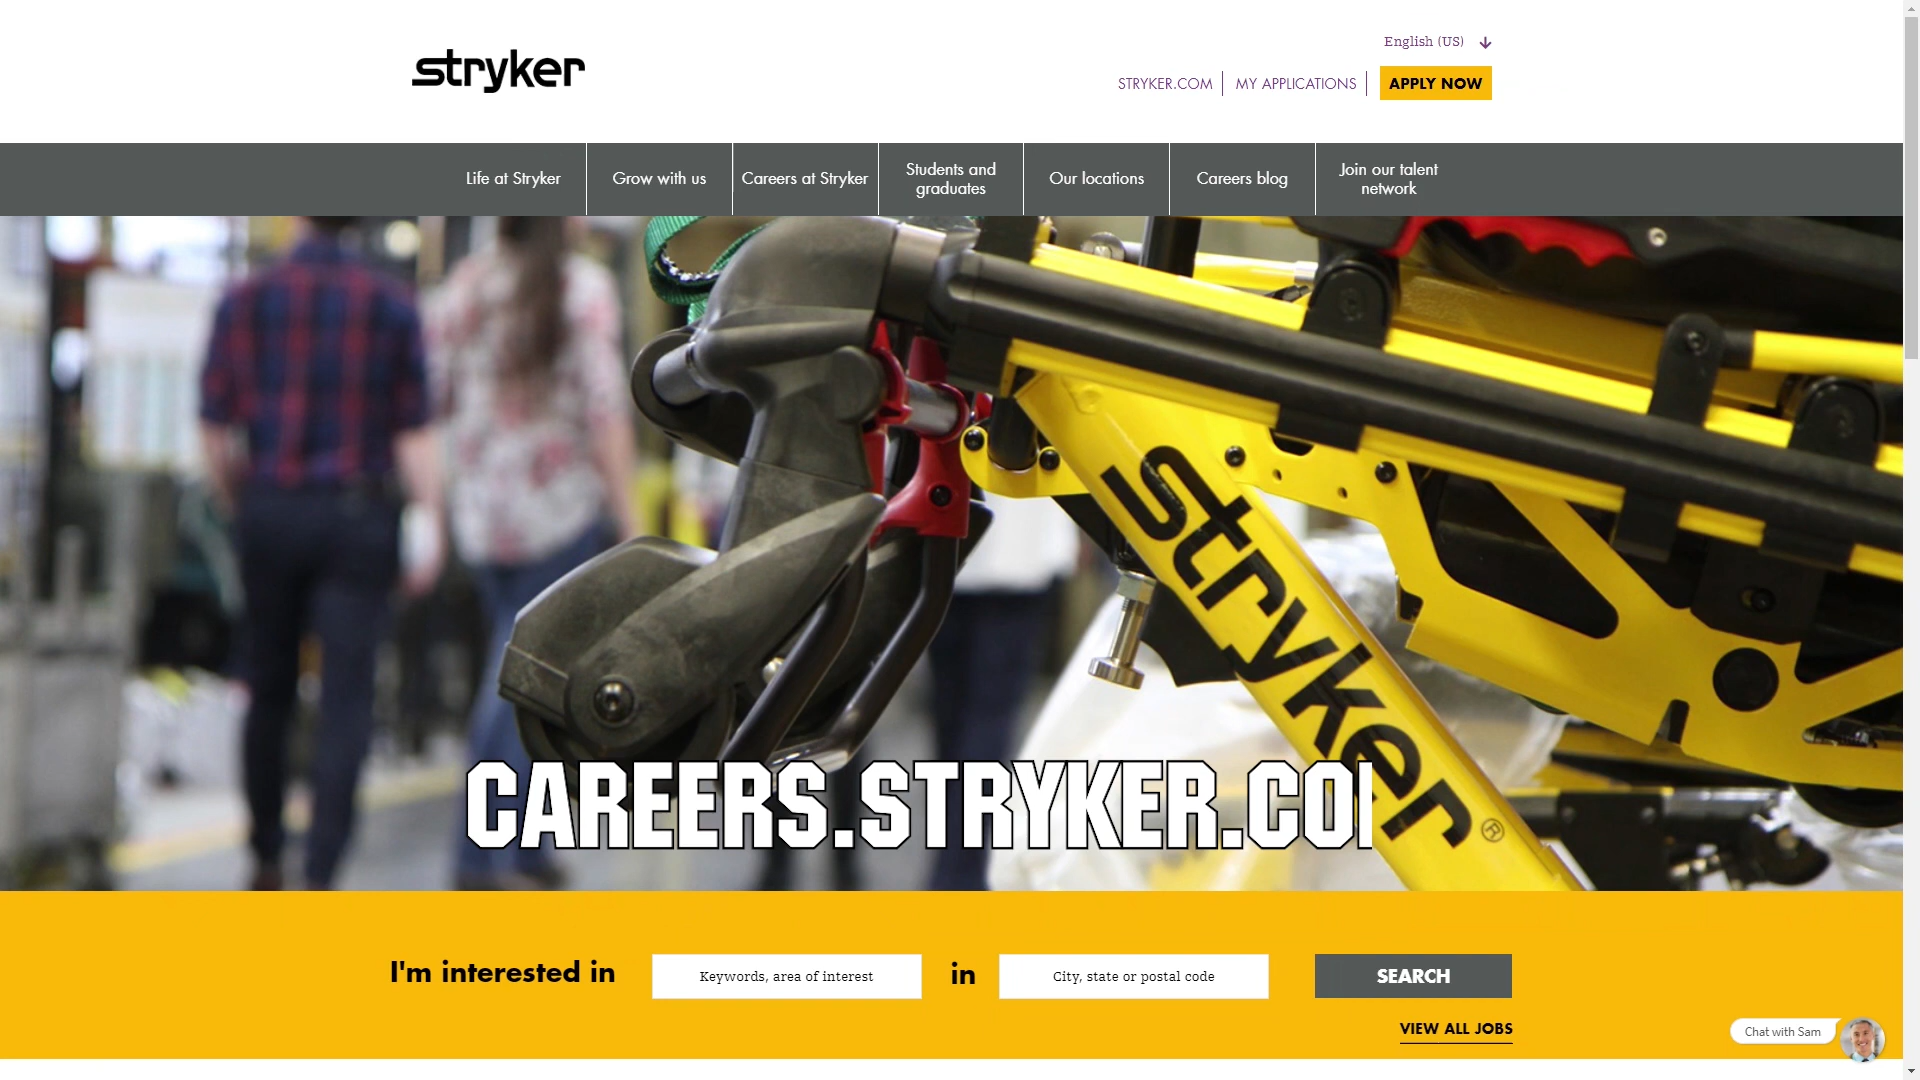 stryker
English (US)
STRYKER.COM
MY APPLICATIONS
APPLY NOW
Life at Stryker
Grow with us
Careers at Stryker
Students and
graduates
Our locations
Careers blog
Join our talent
network
stryker®
CAREERS.STRYKER.CO
I'm interested in
Keywords, area of interest
in
City, state or postal code
SEARCH
VIEW ALL JOBS
Chat with Sam